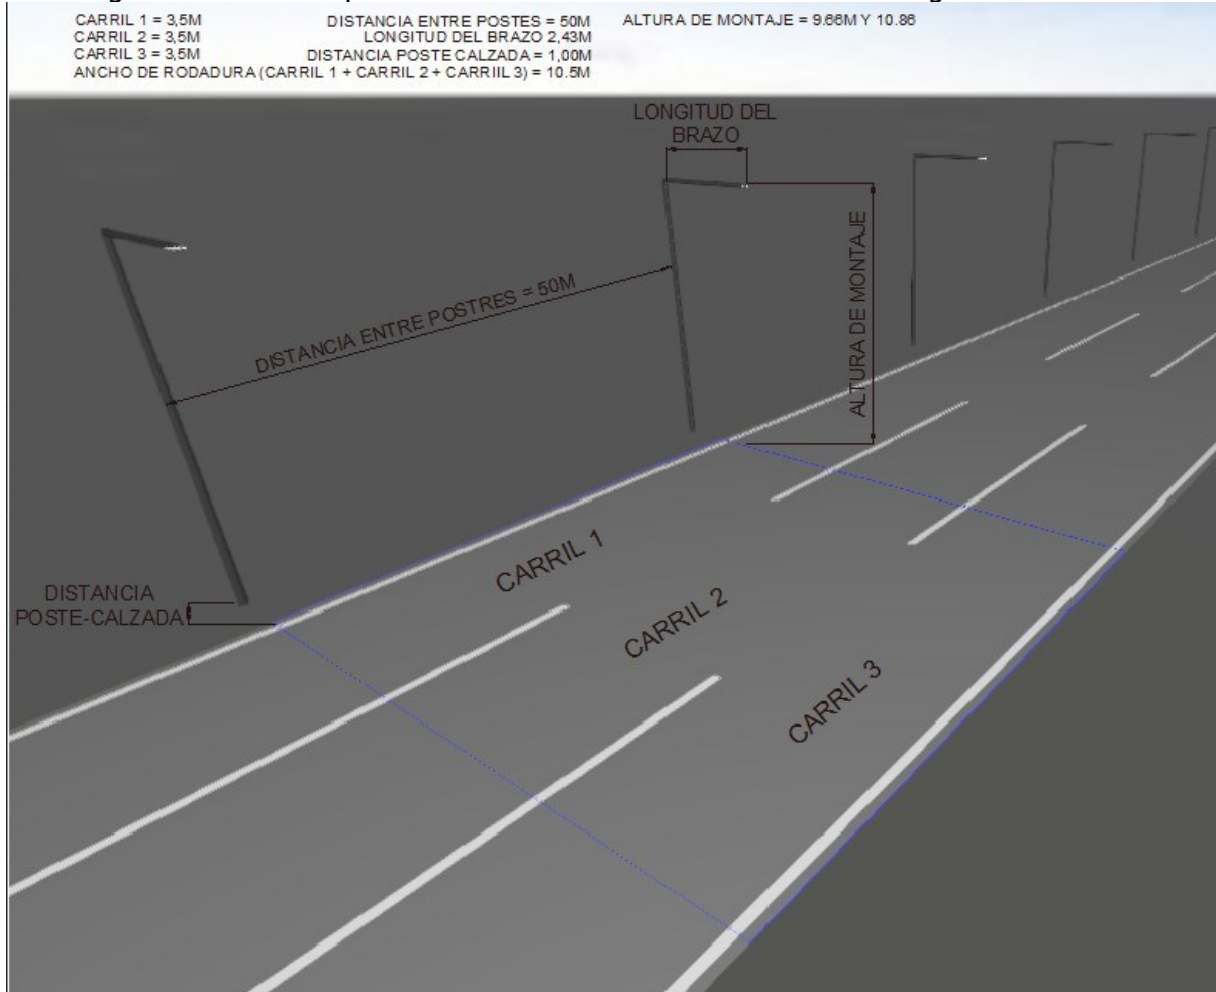 CARRIL 1 = 3,5M
CARRIL 2 = 3,5M
CARRIL 3 = 3,5M
ANCHO DE RODADURA (CARRIL 1 + CARRIL 2 + CARRIIL 3) = 10.5M
DISTANCIA ENTRE POSTES = 50M
LONGITUD DEL BRAZO 2,43M
DISTANCIA POSTE CALZADA = 1,00M
ALTURA DE MONTAJE = 9.66M Y 10.86
LONGITUD DEL
BRAZO
DISTANCIA ENTRE POSTRES = 50M
ALTURA DE MONTAJE
DISTANCIA
POSTE-CALZADA
CARRIL 1
CARRIL 2
CARRIL 3